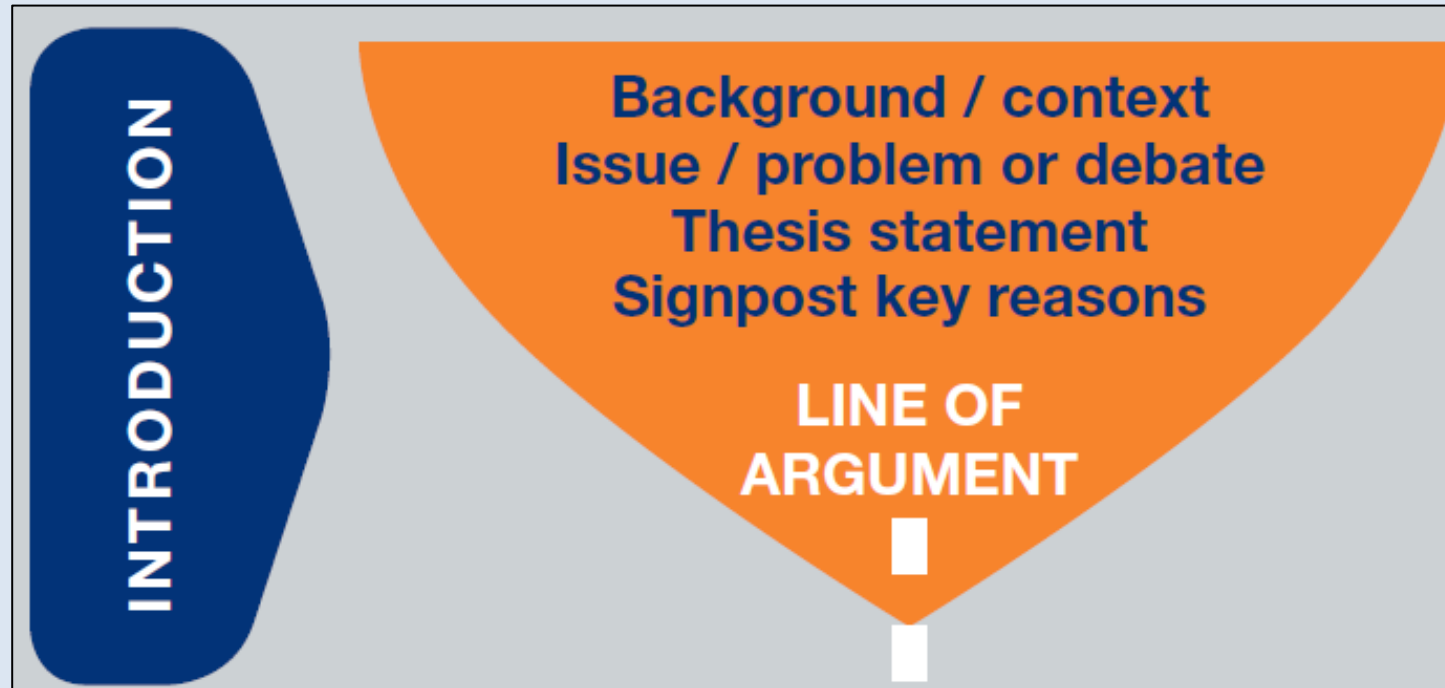 INTRODUCTION
Background / context
Issue / problem or debate
Thesis statement
Signpost key reasons
LINE OF
ARGUMENT